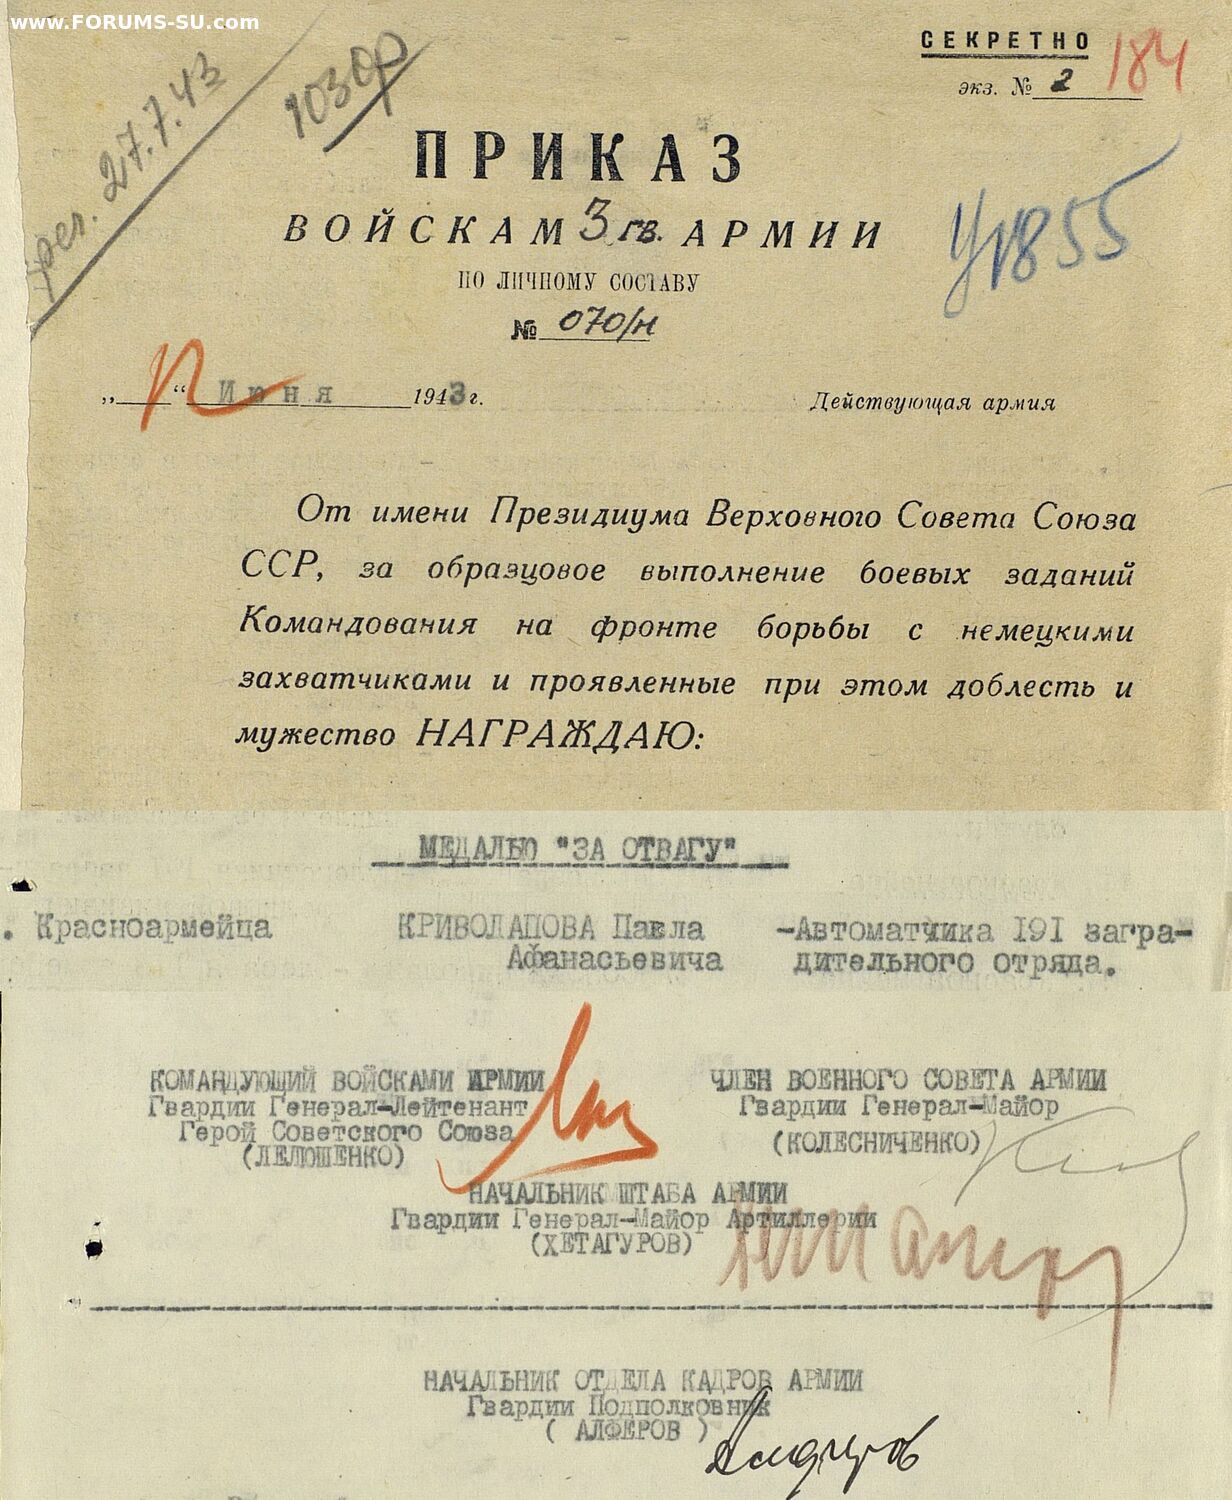 www.FORUMS-SU.com
СЕКРЕТНО
184
экз. № 2
рег. 27.7.43
1030р
ПРИКАЗ
ВОЙСКАМ 3 гв. АРМИИ
У1855
ПО ЛИЧНОМУ СОСТАВУ
№ 070/н
„ 12 “ Июня 1943 г.
Действующая армия
От имени Президиума Верховного Совета Союза
ССР, за образцовое выполнение боевых заданий
Командования на фронте борьбы с немецкими
захватчиками и проявленные при этом доблесть и
мужество НАГРАЖДАЮ:
МЕДАЛЬЮ "ЗА ОТВАГУ"
. Красноармейца КРИВОЛАПОВА Павла -Автоматчика 191 загра-
Афанасьевича дительного отряда.
КОМАНДУЮЩИЙ ВОЙСКАМИ АРМИИ
Гвардии Генерал-Лейтенант
Герой Советского Союза
(ЛЕЛЮШЕНКО)
ЧЛЕН ВОЕННОГО СОВЕТА АРМИИ
Гвардии Генерал-Майор
(КОЛЕСНИЧЕНКО)
НАЧАЛЬНИК ШТАБА АРМИИ
Гвардии Генерал-Майор Артиллерии
(ХЕТАГУРОВ)
НАЧАЛЬНИК ОТДЕЛА КАДРОВ АРМИИ
Гвардии Подполковник
( АЛФЕРОВ )